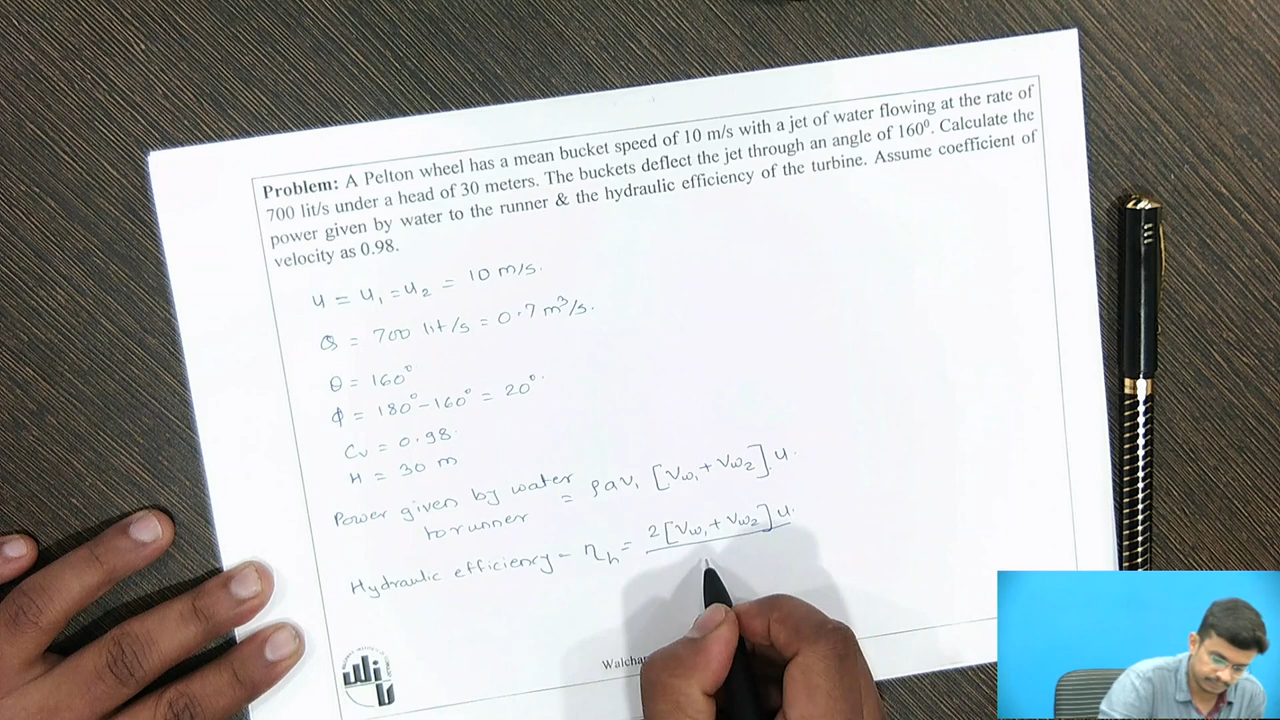 Problem: A Pelton wheel has a mean bucket speed of 10 m/s with a jet of water flowing at the rate of
700 lit/s under a head of 30 meters. The buckets deflect the jet through an angle of 160⁰. Calculate the
power given by water to the runner & the hydraulic efficiency of the turbine. Assume coefficient of
velocity as 0.98.
u = u₁ = u₂ = 10 m/s.
Q = 700 lit/s = 0.7 m³/s.
θ = 160°
ϕ = 180° - 160° = 20°.
Cv = 0.98.
H = 30 m
Power given by water = ρav₁ [Vw₁ + Vw₂] u.
to runner
Hydraulic efficiency = ηh = 2[Vw₁ + Vw₂] u.